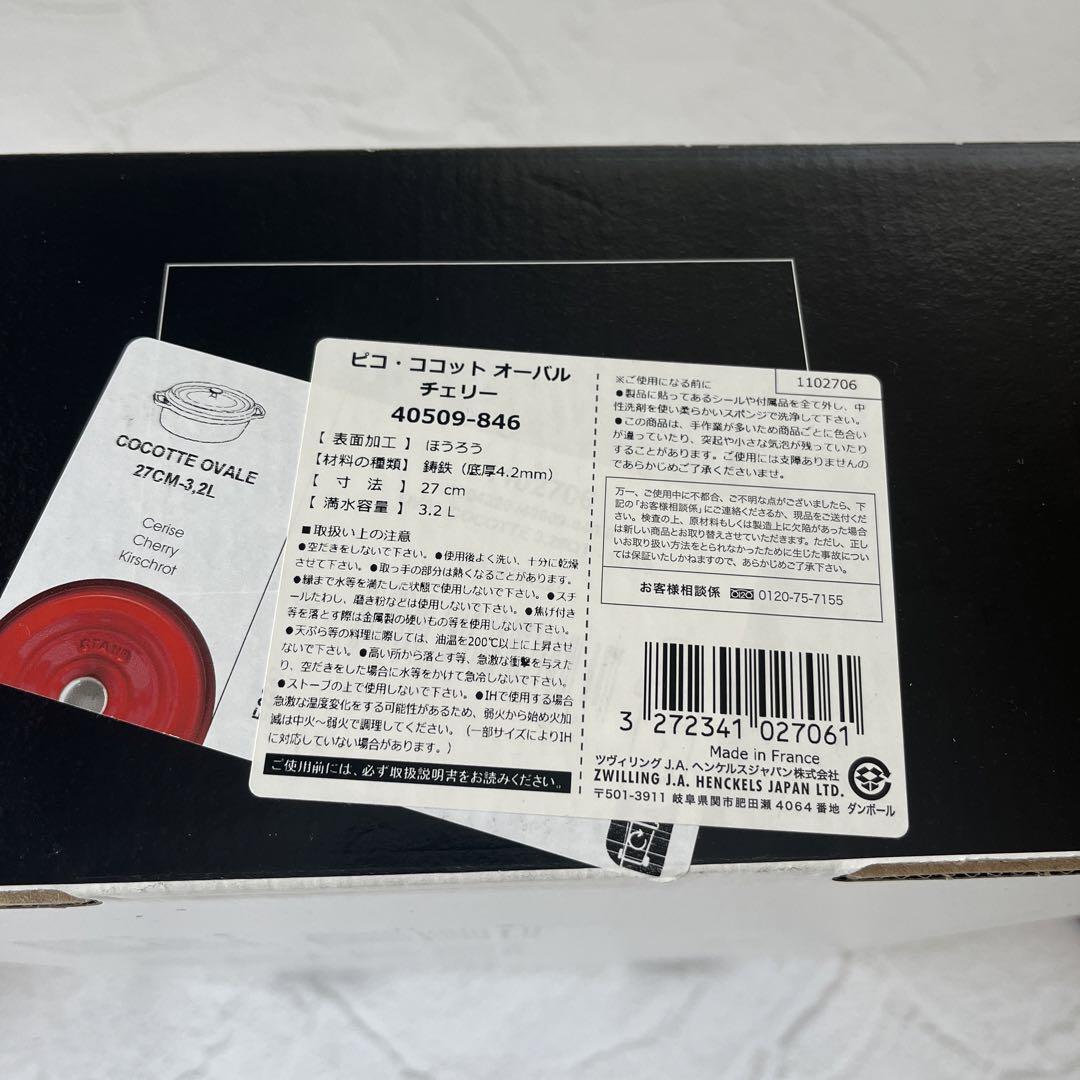 COCOTTE OVALE
27CM-3,2L
Cerise
Cherry
Kirschrot
STAUB
ピコ・ココット オーバル
チェリー
40509-846
【 表面加工 】 ほうろう
【材料の種類】 鋳鉄（底厚4.2mm）
【 寸 法 】 27 cm
【 満水容量 】 3.2 L
■取扱い上の注意
●空だきをしないで下さい。●使用後よく洗い、十分に乾燥
させて下さい。●取っ手の部分は熱くなることがあります。
●縁まで水等を満たした状態で使用しないで下さい。●スチ
ールたわし、磨き粉などは使用しないで下さい。●焦げ付き
等を落とす際は金属製の硬いもの等を使用しないで下さい。
●天ぷら等の料理に際しては、油温を200℃以上に上昇させ
ないで下さい。●高い所から落とす等、急激な衝撃を与えた
り、空だきをした場合に水等をかけて急冷しないで下さい。
●ストーブの上で使用しないで下さい。●IHで使用する場合
急激な温度変化をする可能性があるため、弱火から始め火加
減は中火～弱火で調理してください。（一部サイズによりIH
に対応していない場合があります。）
ご使用前には、必ず取扱説明書をお読みください。
1102706
※ご使用になる前に
●製品に貼ってあるシールや付属品を全て外し、中
性洗剤を使い柔らかいスポンジで洗浄して下さい。
●この商品は、手作業が多いため商品ごとに色合い
が違っていたり、突起や小さな気泡が残っていたり
することがあります。ご使用には支障ありませんの
であらかじめご了承くださいませ。
万一、ご使用中に不都合、ご不明な点がございましたら、下
記の「お客様相談係」にご連絡くださるか、現品をご送付くださ
い。検査の上、原材料もしくは製造上に欠陥があった場合
は新しい商品とお取り替えさせていただきます。ただし、正し
いお取り扱い方法をとられなかったために生じた事故につい
ては保証いたしかねますので、あらかじめご了承下さい。
お客様相談係 0120-75-7155
3 272341 027061
Made in France
ツヴィリング J.A. ヘンケルスジャパン株式会社
ZWILLING J.A. HENCKELS JAPAN LTD.
〒501-3911 岐阜県関市肥田瀬 4064 番地 ダンボール